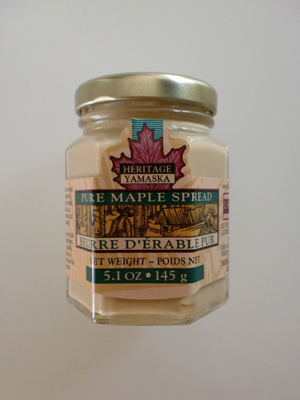 HERITAGE
YAMASKA
PURE MAPLE SPREAD
BEURRE D'ÉRABLE PUR
NET WEIGHT – POIDS NET
5.1 OZ • 145 g